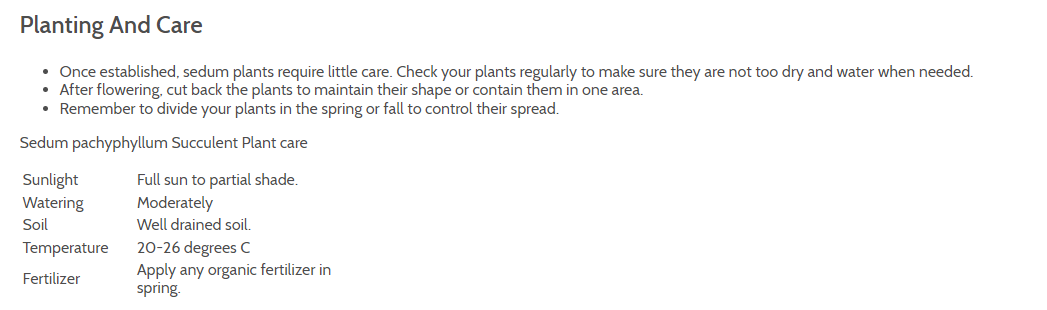 Planting And Care
• Once established, sedum plants require little care. Check your plants regularly to make sure they are not too dry and water when needed.
• After flowering, cut back the plants to maintain their shape or contain them in one area.
• Remember to divide your plants in the spring or fall to control their spread.
Sedum pachyphyllum Succulent Plant care
Sunlight Full sun to partial shade.
Watering Moderately
Soil Well drained soil.
Temperature 20-26 degrees C
Fertilizer Apply any organic fertilizer in
spring.